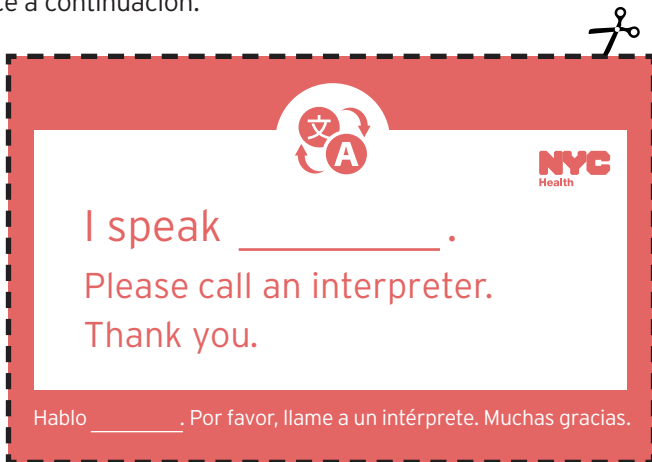 a continuación.
文
A
NYC
Health
I speak ________.
Please call an interpreter.
Thank you.
Hablo ________. Por favor, llame a un intérprete. Muchas gracias.